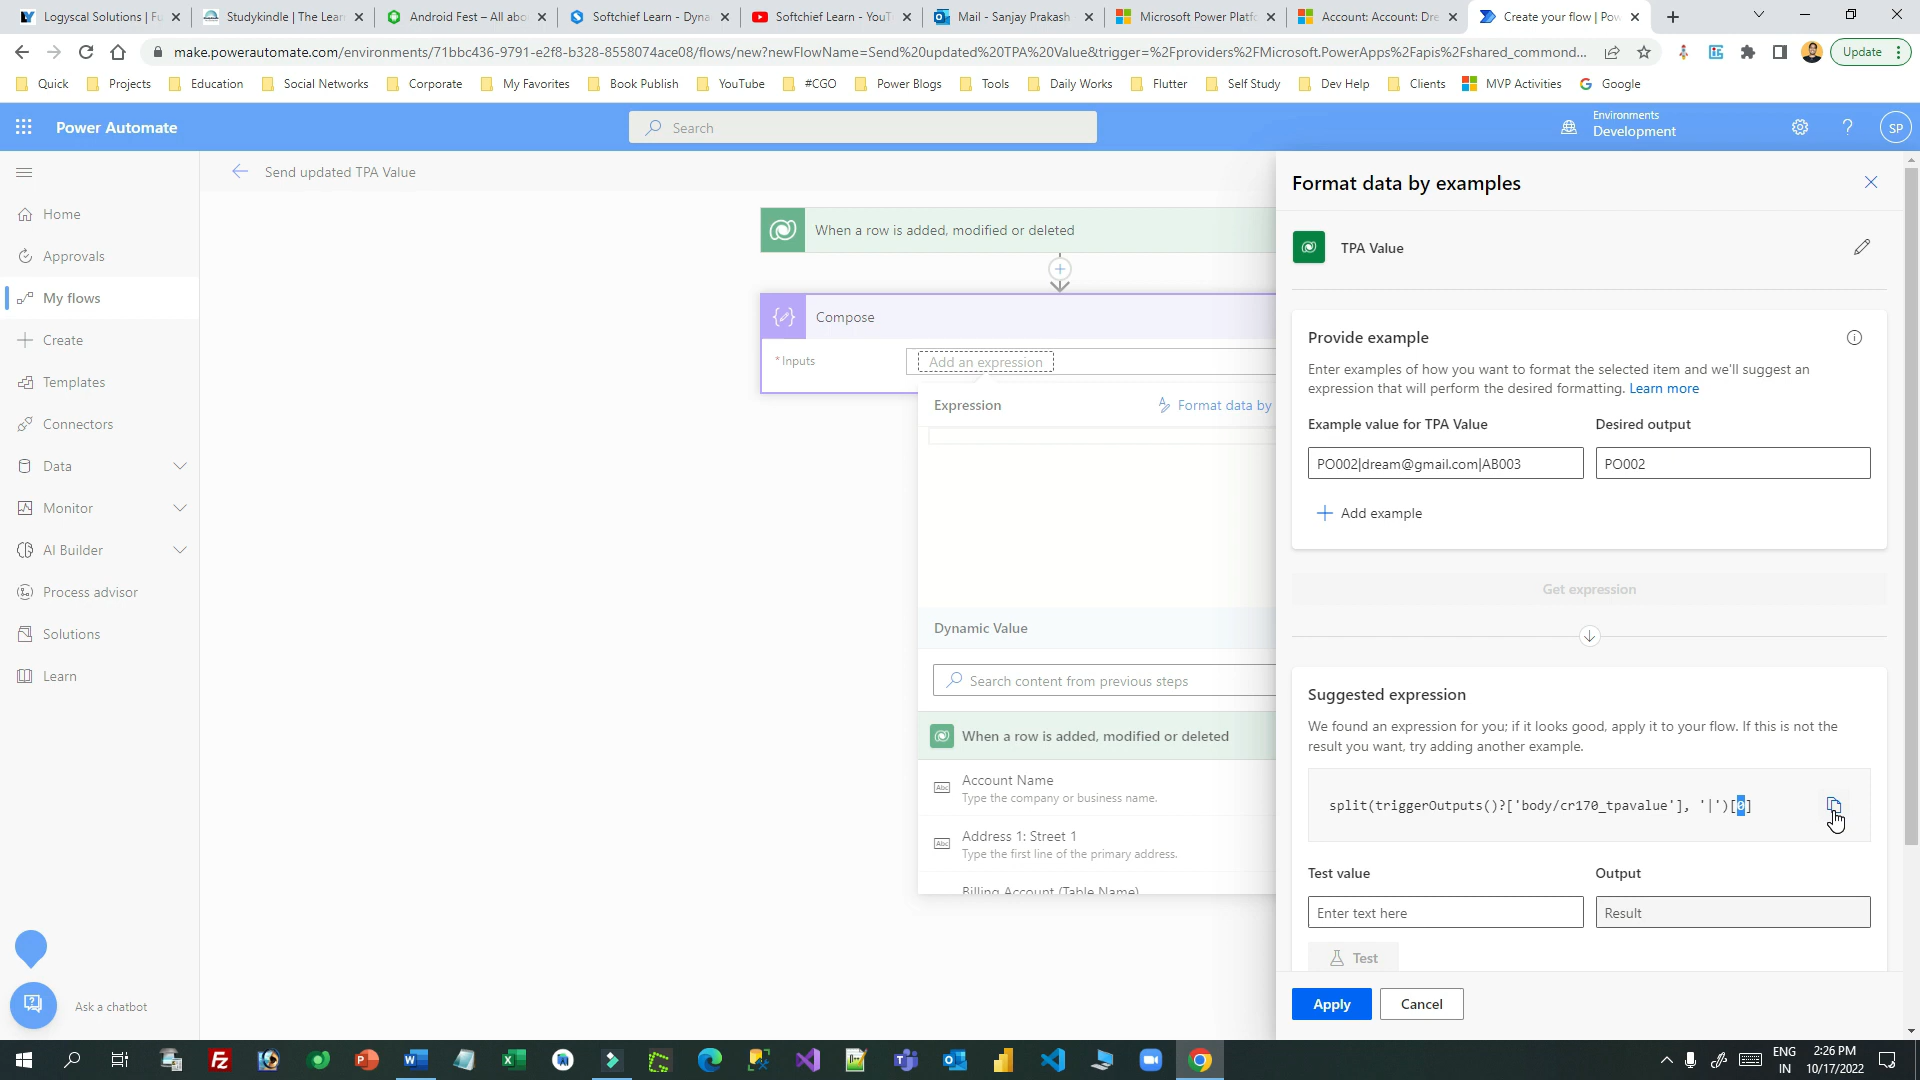 Logyscal Solutions | Fu
Studykindle | The Lear
Android Fest – All abo
Softchief Learn - Dyna
Softchief Learn - YouT
Mail - Sanjay Prakash
Microsoft Power Platf
Account: Account: Dre
Create your flow | Pow
make.powerautomate.com/environments/71bbc436-9791-e2f8-b328-8558074ace08/flows/new?newFlowName=Send%20updated%20TPA%20Value&trigger=%2Fproviders%2FMicrosoft.PowerApps%2Fapis%2Fshared_commond...
Update
Quick
Projects
Education
Social Networks
Corporate
My Favorites
Book Publish
YouTube
#CGO
Power Blogs
Tools
Daily Works
Flutter
Self Study
Dev Help
Clients
MVP Activities
Google
Power Automate
Search
Environments
Development
SP
Home
Approvals
My flows
Create
Templates
Connectors
Data
Monitor
AI Builder
Process advisor
Solutions
Learn
Ask a chatbot
Send updated TPA Value
When a row is added, modified or deleted
Compose
* Inputs
Add an expression
Expression
Format data by
Dynamic Value
Search content from previous steps
When a row is added, modified or deleted
Account Name
Type the company or business name.
Address 1: Street 1
Type the first line of the primary address.
Billing Account (Table Name)
Format data by examples
TPA Value
Provide example
Enter examples of how you want to format the selected item and we'll suggest an
expression that will perform the desired formatting. Learn more
Example value for TPA Value
Desired output
PO002|dream@gmail.com|AB003
PO002
Add example
Get expression
Suggested expression
We found an expression for you; if it looks good, apply it to your flow. If this is not the
result you want, try adding another example.
split(triggerOutputs()?['body/cr170_tpavalue'], '|')[0]
Test value
Output
Enter text here
Result
Test
Apply
Cancel
ENG
IN
2:26 PM
10/17/2022